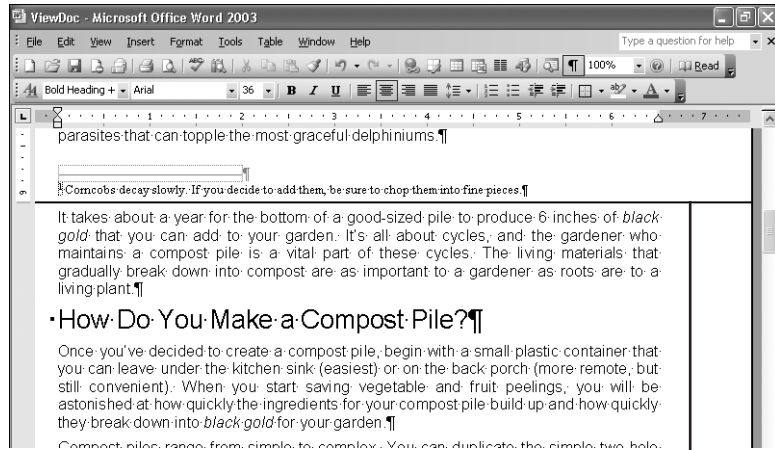 ViewDoc - Microsoft Office Word 2003
File Edit View Insert Format Tools Table Window Help Type a question for help
100% Read
Bold Heading + Arial 36 B I U
1 2 3 4 5 6 7
parasites that can topple the most graceful delphiniums.¶
¶
Corncobs decay slowly. If you decide to add them, be sure to chop them into fine pieces.¶
It takes about a year for the bottom of a good-sized pile to produce 6 inches of black
gold that you can add to your garden. It's all about cycles, and the gardener who
maintains a compost pile is a vital part of these cycles. The living materials that
gradually break down into compost are as important to a gardener as roots are to a
living plant.¶
How Do You Make a Compost Pile?¶
Once you've decided to create a compost pile, begin with a small plastic container that
you can leave under the kitchen sink (easiest) or on the back porch (more remote, but
still convenient). When you start saving vegetable and fruit peelings, you will be
astonished at how quickly the ingredients for your compost pile build up and how quickly
they break down into black gold for your garden.¶
Compost piles range from simple to complex. You can duplicate the simple two hole